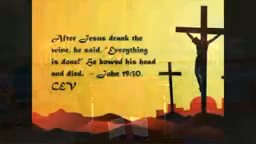 After Jesus drank the
wine, he said, "Everything
is done!" He bowed his head
and died. - John 19:30.
CEV